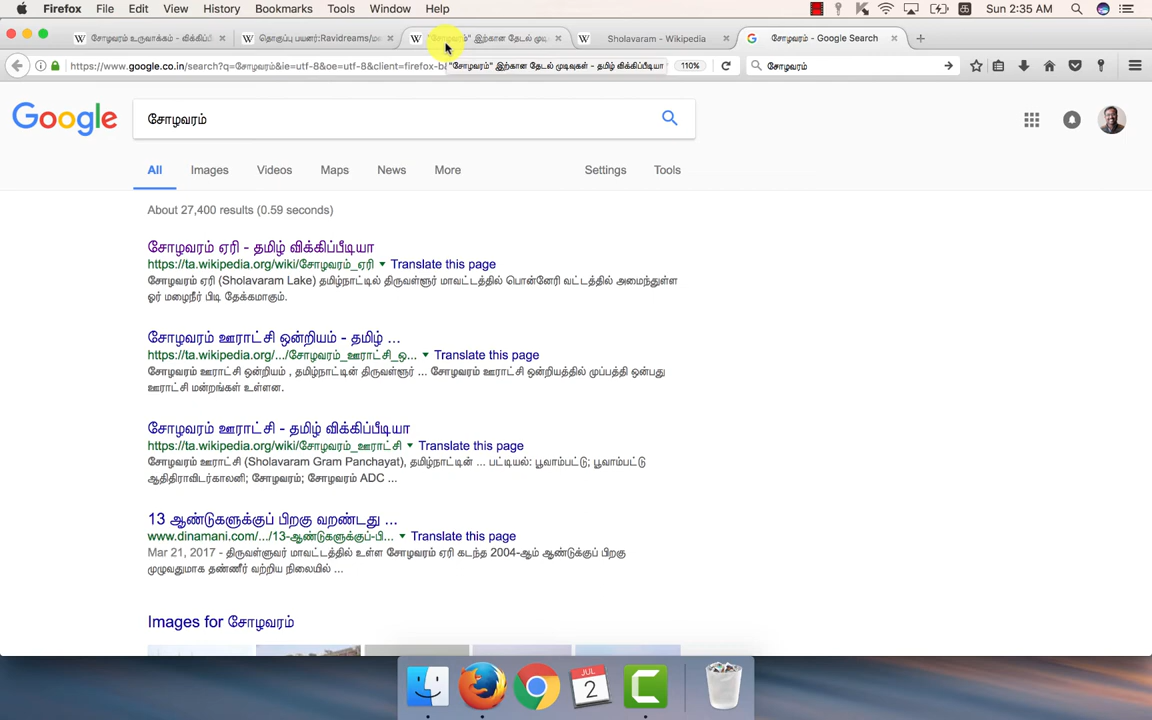 Firefox File Edit View History Bookmarks Tools Window Help Sun 2:35 AM
சோழவரம் உருவாக்கம் - விக்கிப் தொகுப்பு பயனர்:Ravidreams/ம "சோழவரம்" இற்கான தேடல் முடி Sholavaram - Wikipedia சோழவரம் - Google Search
https://www.google.co.in/search?q=சோழவரம்&ie=utf-8&oe=utf-8&client=firefox-b "சோழவரம்" இற்கான தேடல் முடிவுகள் - தமிழ் விக்கிப்பீடியா 110% சோழவரம்
Google சோழவரம்
All Images Videos Maps News More Settings Tools
About 27,400 results (0.59 seconds)
சோழவரம் ஏரி - தமிழ் விக்கிப்பீடியா
https://ta.wikipedia.org/wiki/சோழவரம்_ஏரி Translate this page
சோழவரம் ஏரி (Sholavaram Lake) தமிழ்நாட்டில் திருவள்ளூர் மாவட்டத்தில் பொன்னேரி வட்டத்தில் அமைந்துள்ள
ஓர் மழைநீர் பிடி தேக்கமாகும்.
சோழவரம் ஊராட்சி ஒன்றியம் - தமிழ் ...
https://ta.wikipedia.org/.../சோழவரம்_ஊராட்சி_ஒ... Translate this page
சோழவரம் ஊராட்சி ஒன்றியம் , தமிழ்நாட்டின் திருவள்ளூர் ... சோழவரம் ஊராட்சி ஒன்றியத்தில் முப்பத்தி ஒன்பது
ஊராட்சி மன்றங்கள் உள்ளன.
சோழவரம் ஊராட்சி - தமிழ் விக்கிப்பீடியா
https://ta.wikipedia.org/wiki/சோழவரம்_ஊராட்சி Translate this page
சோழவரம் ஊராட்சி (Sholavaram Gram Panchayat), தமிழ்நாட்டின் ... பட்டியல்: பூவாம்பட்டு; பூவாம்பட்டு
ஆதிதிராவிடர்காலனி; சோழவரம்; சோழவரம் ADC ...
13 ஆண்டுகளுக்குப் பிறகு வறண்டது ...
www.dinamani.com/.../13-ஆண்டுகளுக்குப்-பி... Translate this page
Mar 21, 2017 - திருவள்ளுவர் மாவட்டத்தில் உள்ள சோழவரம் ஏரி கடந்த 2004-ஆம் ஆண்டுக்குப் பிறகு
முழுவதுமாக தண்ணீர் வற்றிய நிலையில் ...
Images for சோழவரம்
JUL
2